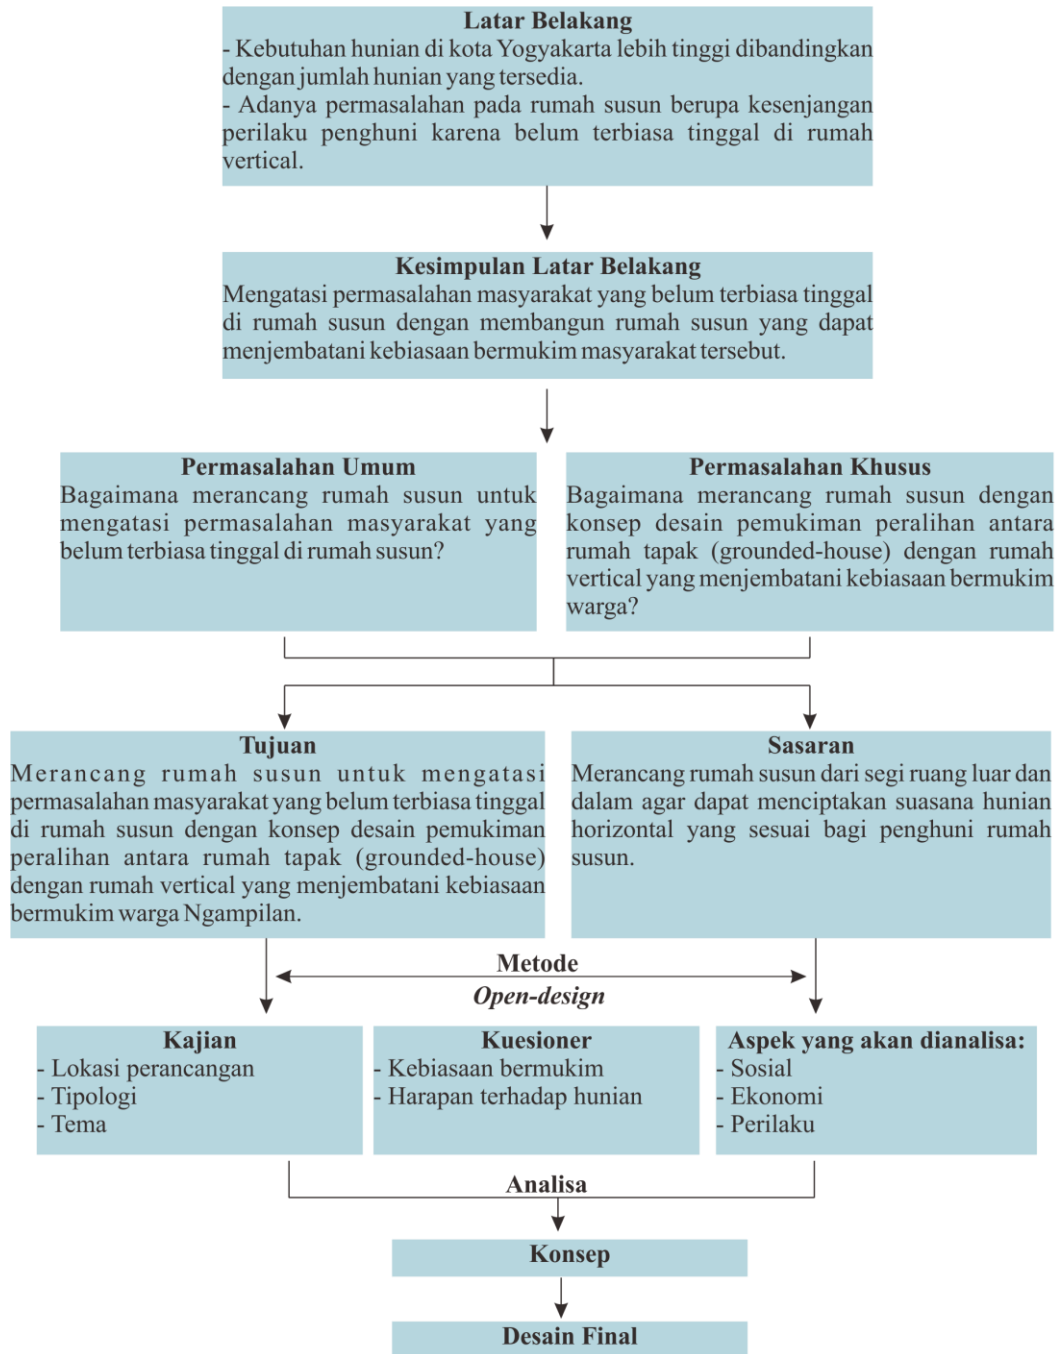 Latar Belakang
- Kebutuhan hunian di kota Yogyakarta lebih tinggi dibandingkan
dengan jumlah hunian yang tersedia.
- Adanya permasalahan pada rumah susun berupa kesenjangan
perilaku penghuni karena belum terbiasa tinggal di rumah
vertical.
Kesimpulan Latar Belakang
Mengatasi permasalahan masyarakat yang belum terbiasa tinggal
di rumah susun dengan membangun rumah susun yang dapat
menjembatani kebiasaan bermukim masyarakat tersebut.
Permasalahan Umum
Bagaimana merancang rumah susun untuk
mengatasi permasalahan masyarakat yang
belum terbiasa tinggal di rumah susun?
Permasalahan Khusus
Bagaimana merancang rumah susun dengan
konsep desain pemukiman peralihan antara
rumah tapak (grounded-house) dengan rumah
vertical yang menjembatani kebiasaan bermukim
warga?
Tujuan
Merancang rumah susun untuk mengatasi
permasalahan masyarakat yang belum terbiasa tinggal
di rumah susun dengan konsep desain pemukiman
peralihan antara rumah tapak (grounded-house)
dengan rumah vertical yang menjembatani kebiasaan
bermukim warga Ngampilan.
Sasaran
Merancang rumah susun dari segi ruang luar dan
dalam agar dapat menciptakan suasana hunian
horizontal yang sesuai bagi penghuni rumah
susun.
Metode
Open-design
Kajian
- Lokasi perancangan
- Tipologi
- Tema
Kuesioner
- Kebiasaan bermukim
- Harapan terhadap hunian
Aspek yang akan dianalisa:
- Sosial
- Ekonomi
- Perilaku
Analisa
Konsep
Desain Final